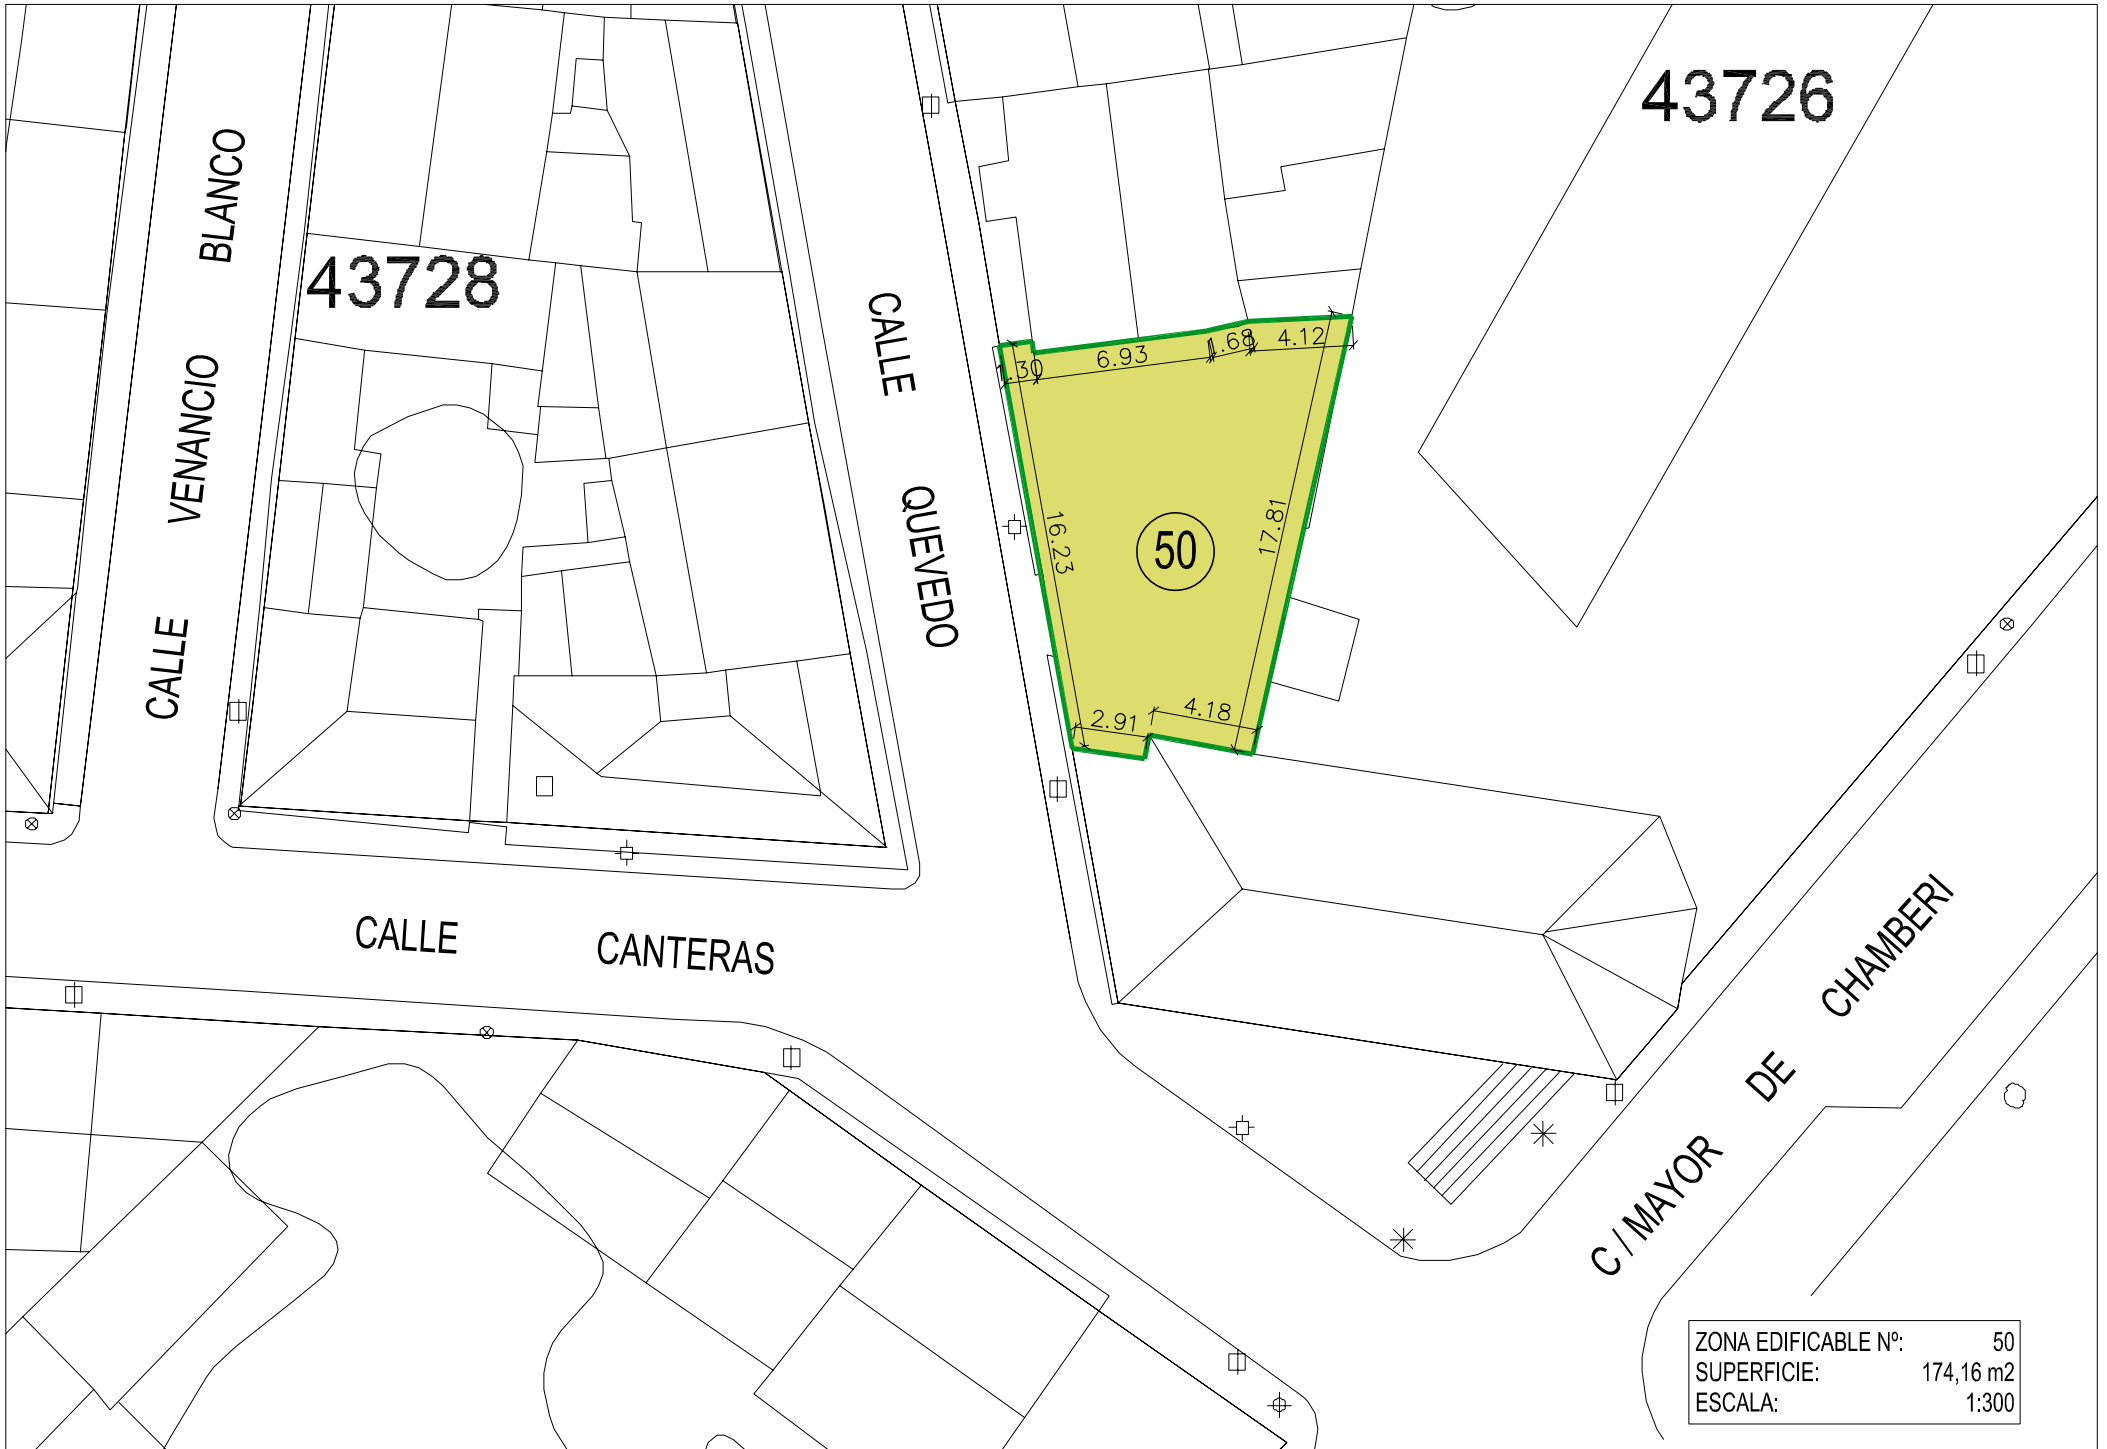 43726
BLANCO
43728
VENANCIO
CALLE
CALLE
QUEVEDO
1.30
6.93
1.68
4.12
16.23
17.81
50
2.91
4.18
CALLE
CANTERAS
C / MAYOR DE CHAMBERI
ZONA EDIFICABLE Nº: 50
SUPERFICIE: 174,16 m2
ESCALA: 1:300